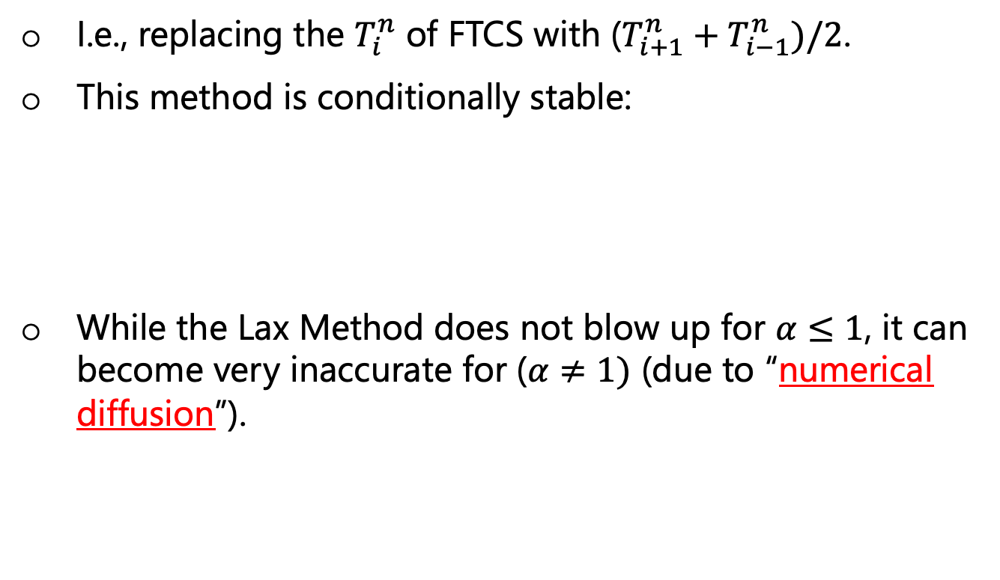 ○ I.e., replacing the $T_i^n$ of FTCS with $(T_{i+1}^n + T_{i-1}^n)/2$.
○ This method is conditionally stable:
○ While the Lax Method does not blow up for $\alpha \leq 1$, it can
become very inaccurate for $(\alpha \neq 1)$ (due to “numerical
diffusion”).